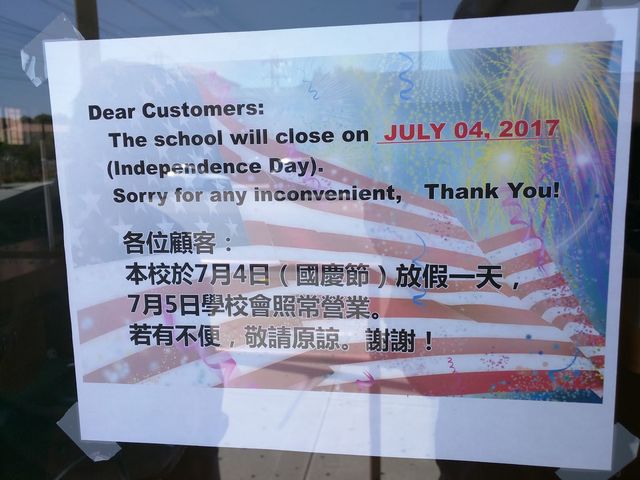 Dear Customers:
The school will close on JULY 04, 2017
(Independence Day).
Sorry for any inconvenient, Thank You!
各位顧客：
本校於7月4日（國慶節）放假一天，
7月5日學校會照常營業。
若有不便，敬請原諒。謝謝！